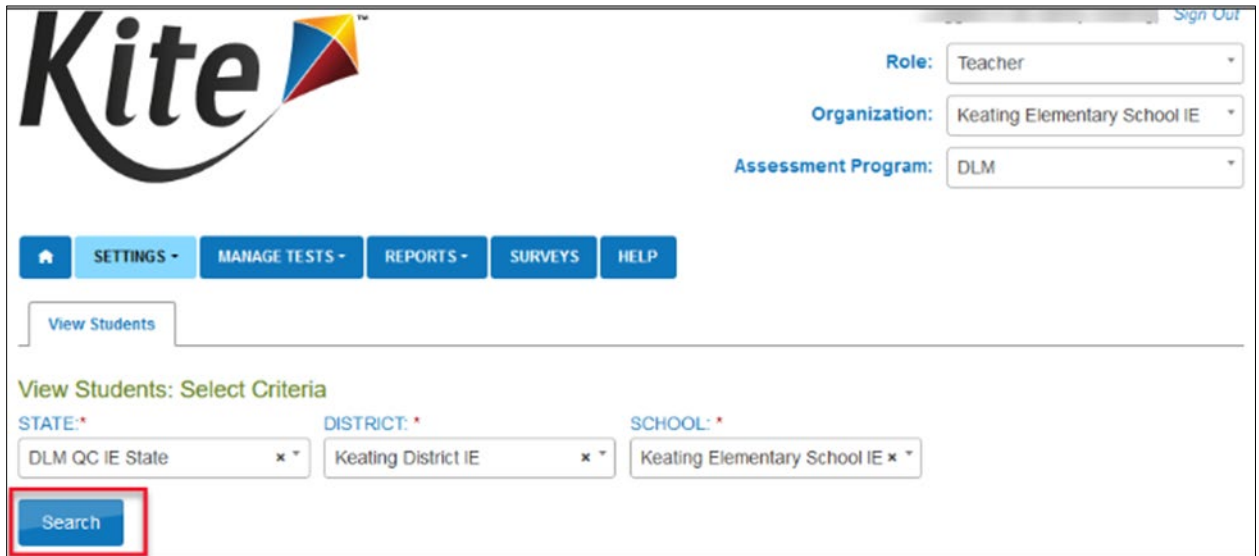 Kite™
Sign Out
Role: Teacher
Organization: Keating Elementary School IE
Assessment Program: DLM
SETTINGS MANAGE TESTS REPORTS SURVEYS HELP
View Students
View Students: Select Criteria
STATE:* DISTRICT: * SCHOOL: *
DLM QC IE State × Keating District IE × Keating Elementary School IE ×
Search